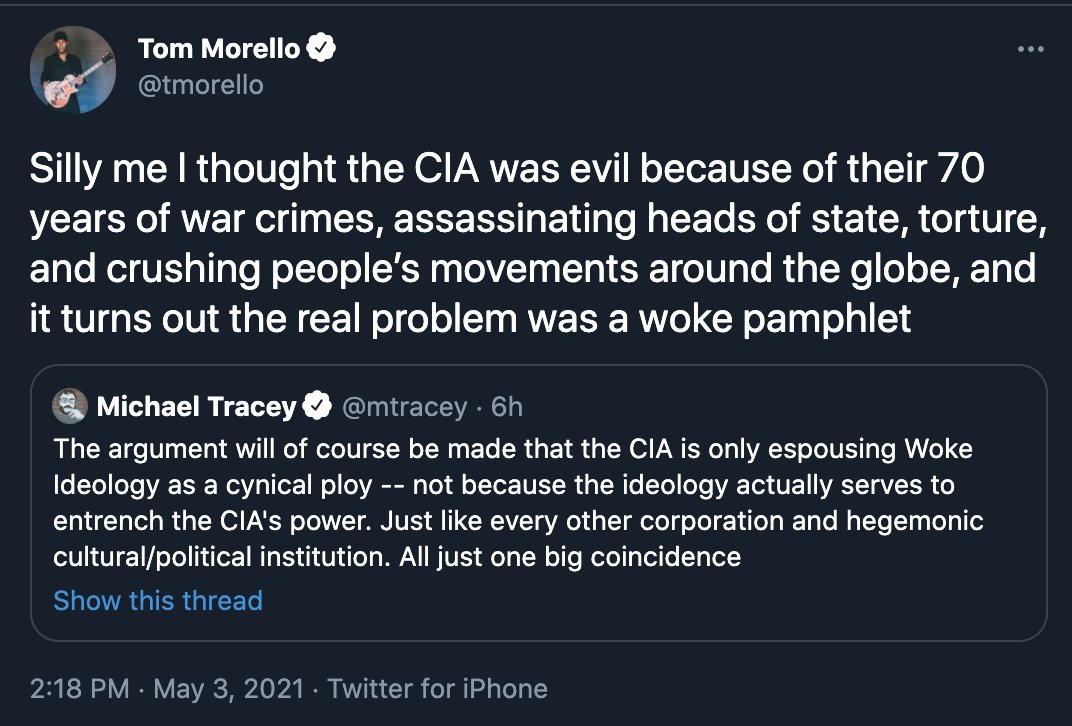 Tom Morello
@tmorello
Silly me I thought the CIA was evil because of their 70
years of war crimes, assassinating heads of state, torture,
and crushing people’s movements around the globe, and
it turns out the real problem was a woke pamphlet
Michael Tracey @mtracey · 6h
The argument will of course be made that the CIA is only espousing Woke
Ideology as a cynical ploy -- not because the ideology actually serves to
entrench the CIA's power. Just like every other corporation and hegemonic
cultural/political institution. All just one big coincidence
Show this thread
2:18 PM · May 3, 2021 · Twitter for iPhone